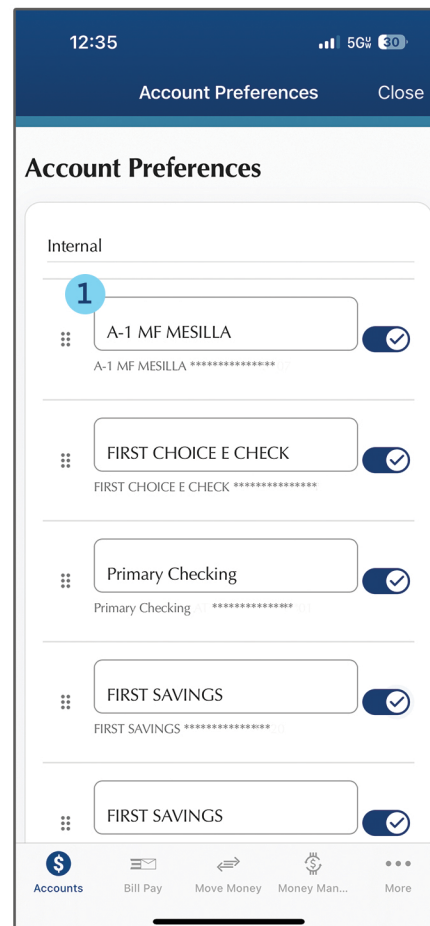 12:35 5G UW 30
Account Preferences Close
Account Preferences
Internal
1
A-1 MF MESILLA
A-1 MF MESILLA ***************
FIRST CHOICE E CHECK
FIRST CHOICE E CHECK ***************
Primary Checking
Primary Checking ***************
FIRST SAVINGS
FIRST SAVINGS ***************
FIRST SAVINGS
$
Accounts Bill Pay Move Money Money Man... More